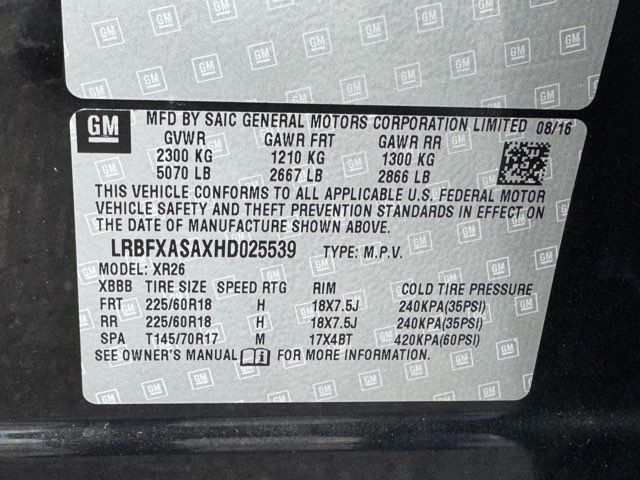 GM
MFD BY SAIC GENERAL MOTORS CORPORATION LIMITED 08/16
GVWR GAWR FRT GAWR RR
2300 KG 1210 KG 1300 KG
5070 LB 2667 LB 2866 LB
THIS VEHICLE CONFORMS TO ALL APPLICABLE U.S. FEDERAL MOTOR
VEHICLE SAFETY AND THEFT PREVENTION STANDARDS IN EFFECT ON
THE DATE OF MANUFACTURE SHOWN ABOVE.
LRBFXASAXHD025539 TYPE: M.P.V.
MODEL: XR26
XBBB TIRE SIZE SPEED RTG RIM COLD TIRE PRESSURE
FRT 225/60R18 H 18X7.5J 240KPA(35PSI)
RR 225/60R18 H 18X7.5J 240KPA(35PSI)
SPA T145/70R17 M 17X4BT 420KPA(60PSI)
SEE OWNER'S MANUAL FOR MORE INFORMATION.